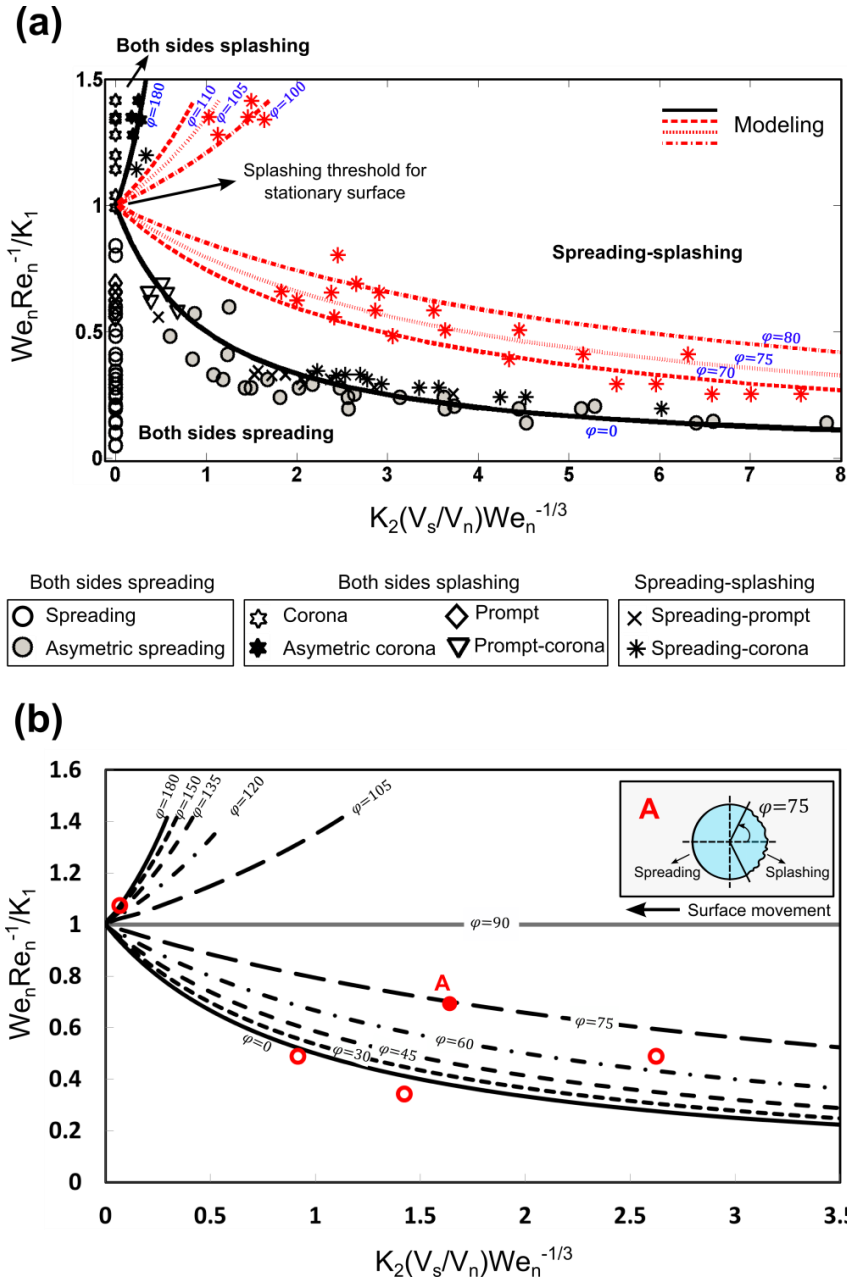 (a)
Both sides splashing
1.5
φ=180
φ=110
φ=105
φ=100
Modeling
Splashing threshold for
stationary surface
1
WeₙReₙ⁻¹/K₁
Spreading-splashing
0.5
φ=80
φ=75
φ=70
Both sides spreading
φ=0
0
0 1 2 3 4 5 6 7 8
K₂(Vₛ/Vₙ)Weₙ⁻¹/³
Both sides spreading
Both sides splashing
Spreading-splashing
Spreading
Corona
Prompt
Spreading-prompt
Asymetric spreading
Asymetric corona
Prompt-corona
Spreading-corona
(b)
1.6
φ=180
φ=150
φ=135
φ=120
φ=105
A
φ=75
Spreading
Splashing
Surface movement
1.4
1.2
WeₙReₙ⁻¹/K₁
1
φ=90
0.8
A
φ=75
0.6
φ=60
φ=0
φ=30
φ=45
0.4
0.2
0
0 0.5 1 1.5 2 2.5 3 3.5
K₂(Vₛ/Vₙ)Weₙ⁻¹/³